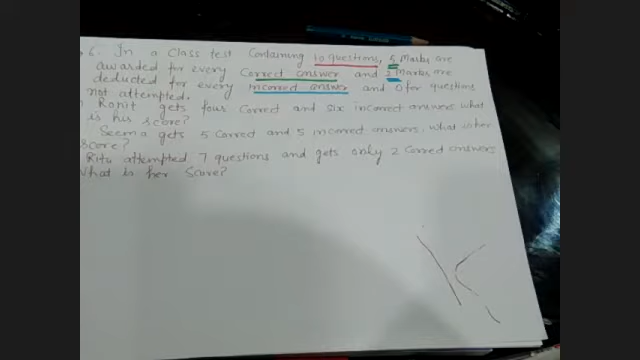 6. In a class test containing 10 questions, 5 Marks are
awarded for every correct answer and 2 marks are
deducted for every incorrect answer and 0 for questions
not attempted.
Rohit gets four correct and six incorrect answers what
is his score?
Seema gets 5 correct and 5 incorrect answers, what is her
score?
Ritu attempted 7 questions and gets only 2 correct answers
What is her score?
K